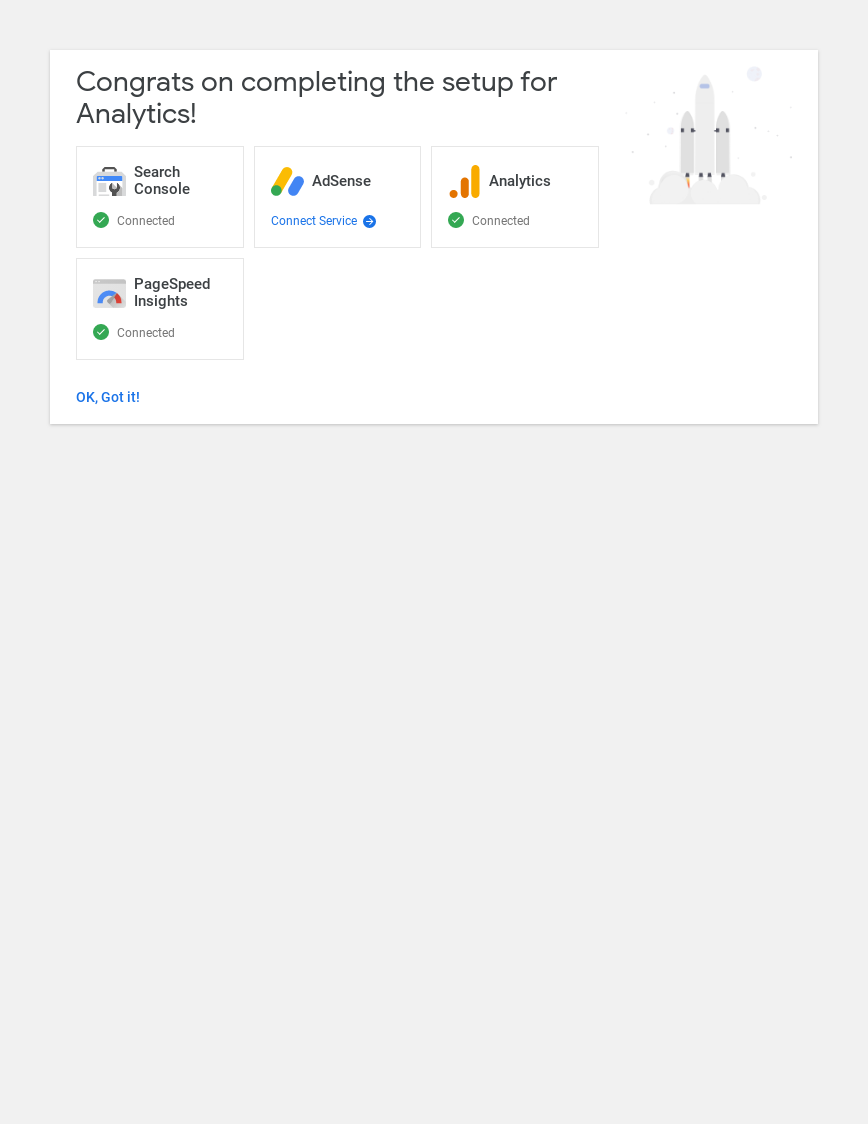 Congrats on completing the setup for
Analytics!
Search
Console
Connected
AdSense
Connect Service
Analytics
Connected
PageSpeed
Insights
Connected
OK, Got it!